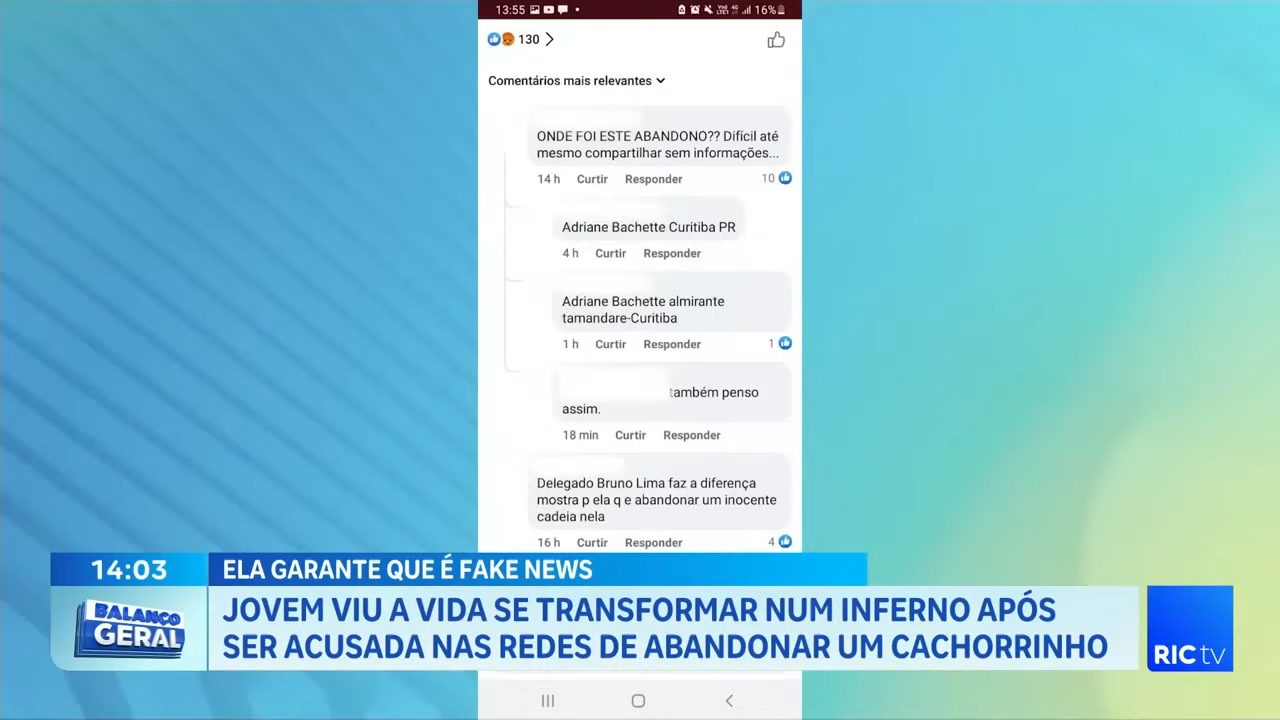 13:55
16%
130
Comentários mais relevantes
ONDE FOI ESTE ABANDONO?? Difícil até
mesmo compartilhar sem informações...
14 h Curtir Responder 10
Adriane Bachette Curitiba PR
4 h Curtir Responder
Adriane Bachette almirante
tamandare-Curitiba
1 h Curtir Responder 1
também penso
assim.
18 min Curtir Responder
Delegado Bruno Lima faz a diferença
mostra p ela q e abandonar um inocente
cadeia nela
16 h Curtir Responder 4
14:03 ELA GARANTE QUE É FAKE NEWS
BALANÇO
GERAL
JOVEM VIU A VIDA SE TRANSFORMAR NUM INFERNO APÓS
SER ACUSADA NAS REDES DE ABANDONAR UM CACHORRINHO
RICtv